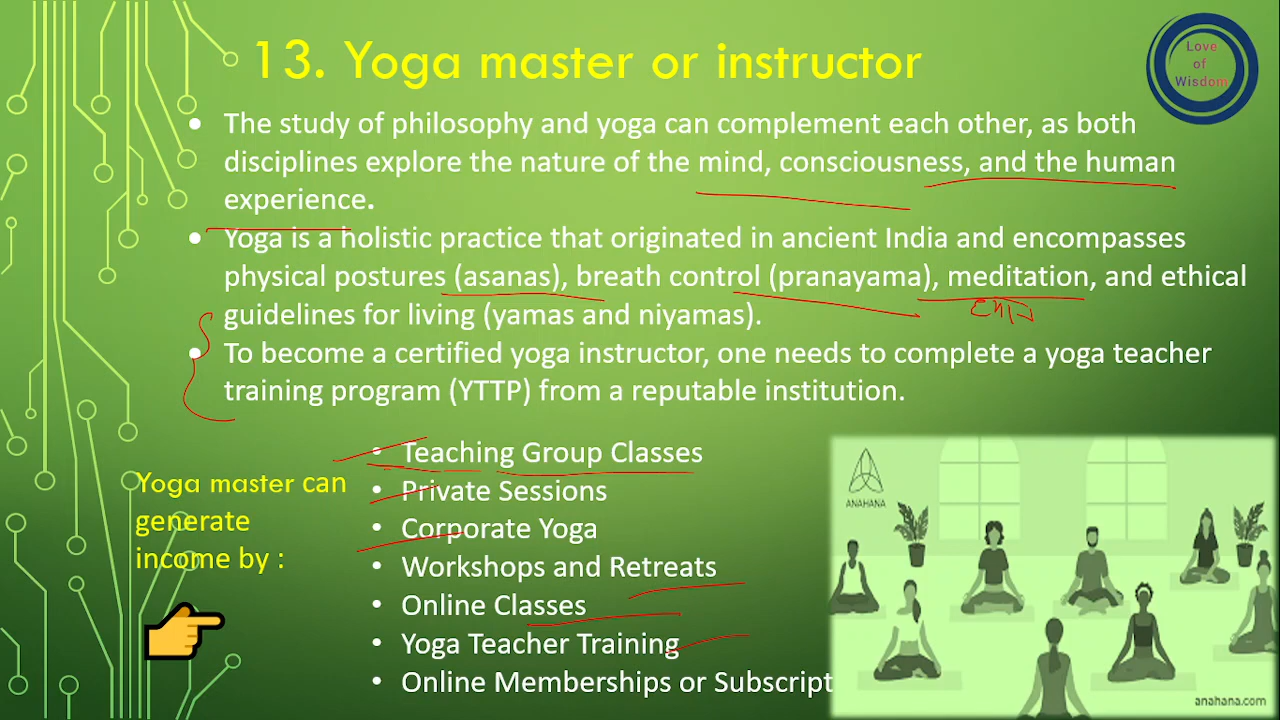 13. Yoga master or instructor
Love
of
Wisdom
• The study of philosophy and yoga can complement each other, as both
disciplines explore the nature of the mind, consciousness, and the human
experience.
• Yoga is a holistic practice that originated in ancient India and encompasses
physical postures (asanas), breath control (pranayama), meditation, and ethical
guidelines for living (yamas and niyamas).
• To become a certified yoga instructor, one needs to complete a yoga teacher
training program (YTTP) from a reputable institution.
Yoga master can
generate
income by :
• Teaching Group Classes
• Private Sessions
• Corporate Yoga
• Workshops and Retreats
• Online Classes
• Yoga Teacher Training
• Online Memberships or Subscript
ANAHANA
anahana.com